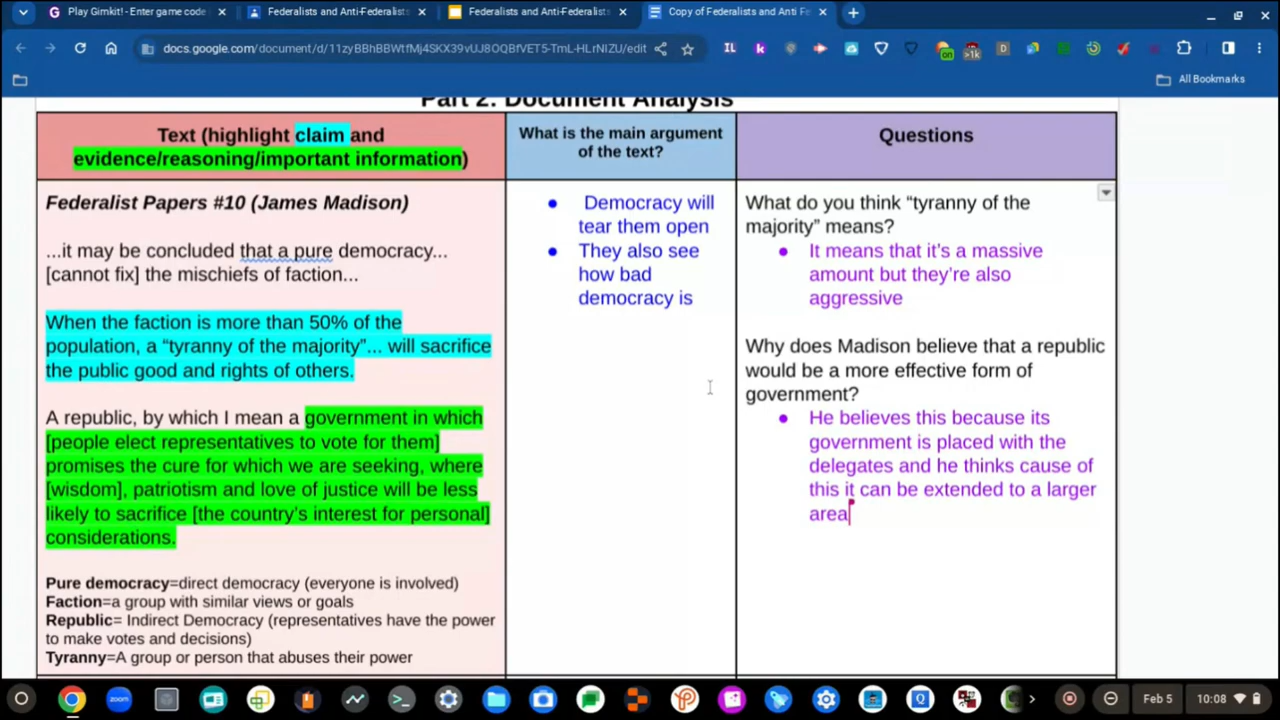 Play Gimkit! - Enter game code
Federalists and Anti-Federalists
Federalists and Anti-Federalists
Copy of Federalists and Anti Fe
docs.google.com/document/d/11zyBBhBBWtfMj4SKX39vUJ8OQBfVET5-TmL-HLrNIZU/edit
All Bookmarks
Part 2: Document Analysis
Text (highlight claim and
evidence/reasoning/important information)
What is the main argument
of the text?
Questions
Federalist Papers #10 (James Madison)
...it may be concluded that a pure democracy...
[cannot fix] the mischiefs of faction...
When the faction is more than 50% of the
population, a “tyranny of the majority”... will sacrifice
the public good and rights of others.
A republic, by which I mean a government in which
[people elect representatives to vote for them]
promises the cure for which we are seeking, where
[wisdom], patriotism and love of justice will be less
likely to sacrifice [the country’s interest for personal]
considerations.
Pure democracy=direct democracy (everyone is involved)
Faction=a group with similar views or goals
Republic= Indirect Democracy (representatives have the power
to make votes and decisions)
Tyranny=A group or person that abuses their power
● Democracy will
tear them open
● They also see
how bad
democracy is
What do you think “tyranny of the
majority” means?
● It means that it’s a massive
amount but they’re also
aggressive
Why does Madison believe that a republic
would be a more effective form of
government?
● He believes this because its
government is placed with the
delegates and he thinks cause of
this it can be extended to a larger
area
zoom
Feb 5
10:08